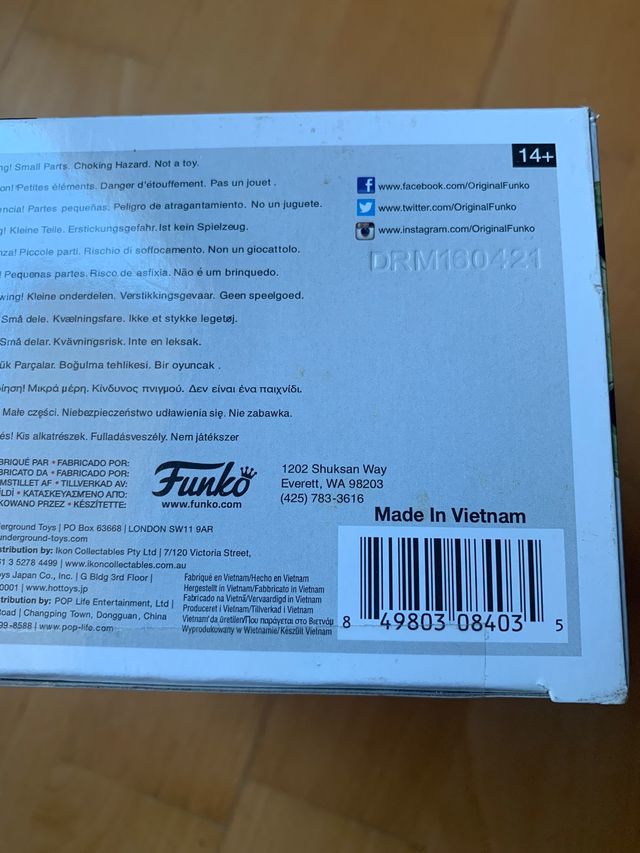 14+
ng! Small Parts. Choking Hazard. Not a toy.
on! Petites éléments. Danger d'étouffement. Pas un jouet .
encia! Partes pequeñas. Peligro de atragantamiento. No un juguete.
g! Kleine Teile. Erstickungsgefahr. Ist kein Spielzeug.
nza! Piccole parti. Rischio di soffocamento. Non un giocattolo.
! Pequenas partes. Risco de asfixia. Não é um brinquedo.
wing! Kleine onderdelen. Verstikkingsgevaar. Geen speelgoed.
Små dele. Kvælningsfare. Ikke et stykke legetøj.
Små delar. Kvävningsrisk. Inte en leksak.
ük Parçalar. Boğulma tehlikesi. Bir oyuncak .
ίηση! Μικρά μέρη. Κίνδυνος πνιγμού. Δεν είναι ένα παιχνίδι.
Małe części. Niebezpieczeństwo udławienia się. Nie zabawka.
és! Kis alkatrészek. Fulladásveszély. Nem játékszer
www.facebook.com/OriginalFunko
www.twitter.com/OriginalFunko
www.instagram.com/OriginalFunko
DRM160421
BRIQUÉ PAR • FABRICADO POR:
BRICATO DA • FABRICADO POR:
MSTILLET AF • TILLVERKAD AV:
ILDI • ΚΑΤΑΣΚΕΥΑΣΜΕΝΟ ΑΠΌ:
KOWANO PRZEZ • KÉSZÍTETTE:
Funko
www.funko.com
1202 Shuksan Way
Everett, WA 98203
(425) 783-3616
Made In Vietnam
erground Toys | PO Box 63668 | LONDON SW11 9AR
underground-toys.com
stribution by: Ikon Collectables Pty Ltd | 7/120 Victoria Street,
61 3 5278 4499 | www.ikoncollectables.com.au
ys Japan Co., Inc. | G Bldg 3rd Floor |
0001 | www.hottoys.jp
tribution by: POP Life Entertainment, Ltd |
Road | Changping Town, Dongguan, China
99-8588 | www.pop-life.com
Fabriqué en Vietnam/Hecho en Vietnam
Hergestellt in Vietnam/Fabbricato in Vietnam
Fabricado na Vietnã/Vervaardigd in Vietnam
Produceret i Vietnam/Tillverkad i Vietnam
Vietnam'da üretilen/Που παράγεται στο Βιετνάμ
Wyprodukowany w Wietnamie/Készült Vietnám
8 49803 08403 5